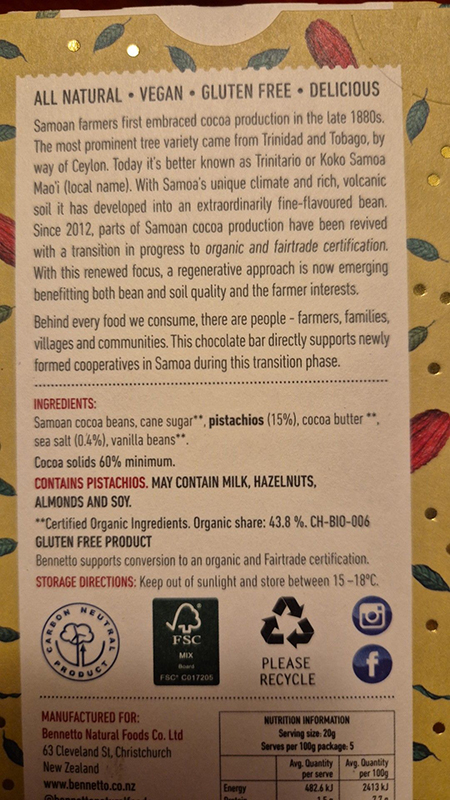 ALL NATURAL • VEGAN • GLUTEN FREE • DELICIOUS
Samoan farmers first embraced cocoa production in the late 1880s.
The most prominent tree variety came from Trinidad and Tobago, by
way of Ceylon. Today it's better known as Trinitario or Koko Samoa
Mao'i (local name). With Samoa's unique climate and rich, volcanic
soil it has developed into an extraordinarily fine-flavoured bean.
Since 2012, parts of Samoan cocoa production have been revived
with a transition in progress to organic and fairtrade certification.
With this renewed focus, a regenerative approach is now emerging
benefitting both bean and soil quality and the farmer interests.
Behind every food we consume, there are people - farmers, families,
villages and communities. This chocolate bar directly supports newly
formed cooperatives in Samoa during this transition phase.
INGREDIENTS:
Samoan cocoa beans, cane sugar**, pistachios (15%), cocoa butter **,
sea salt (0.4%), vanilla beans**.
Cocoa solids 60% minimum.
CONTAINS PISTACHIOS. MAY CONTAIN MILK, HAZELNUTS,
ALMONDS AND SOY.
**Certified Organic Ingredients. Organic share: 43.8 %. CH-BIO-006
GLUTEN FREE PRODUCT
Bennetto supports conversion to an organic and Fairtrade certification.
STORAGE DIRECTIONS: Keep out of sunlight and store between 15 –18°C.
CARBON NEUTRAL
PRODUCT
FSC
MIX
Board
FSC® C017205
PLEASE
RECYCLE
f
MANUFACTURED FOR:
Bennetto Natural Foods Co. Ltd
63 Cleveland St, Christchurch
New Zealand
www.bennetto.co.nz
NUTRITION INFORMATION
Serving size: 20g
Serves per 100g package: 5
Avg. Quantity Avg. Quantity
per serve per 100g
Energy 482.6 kJ 2413 kJ